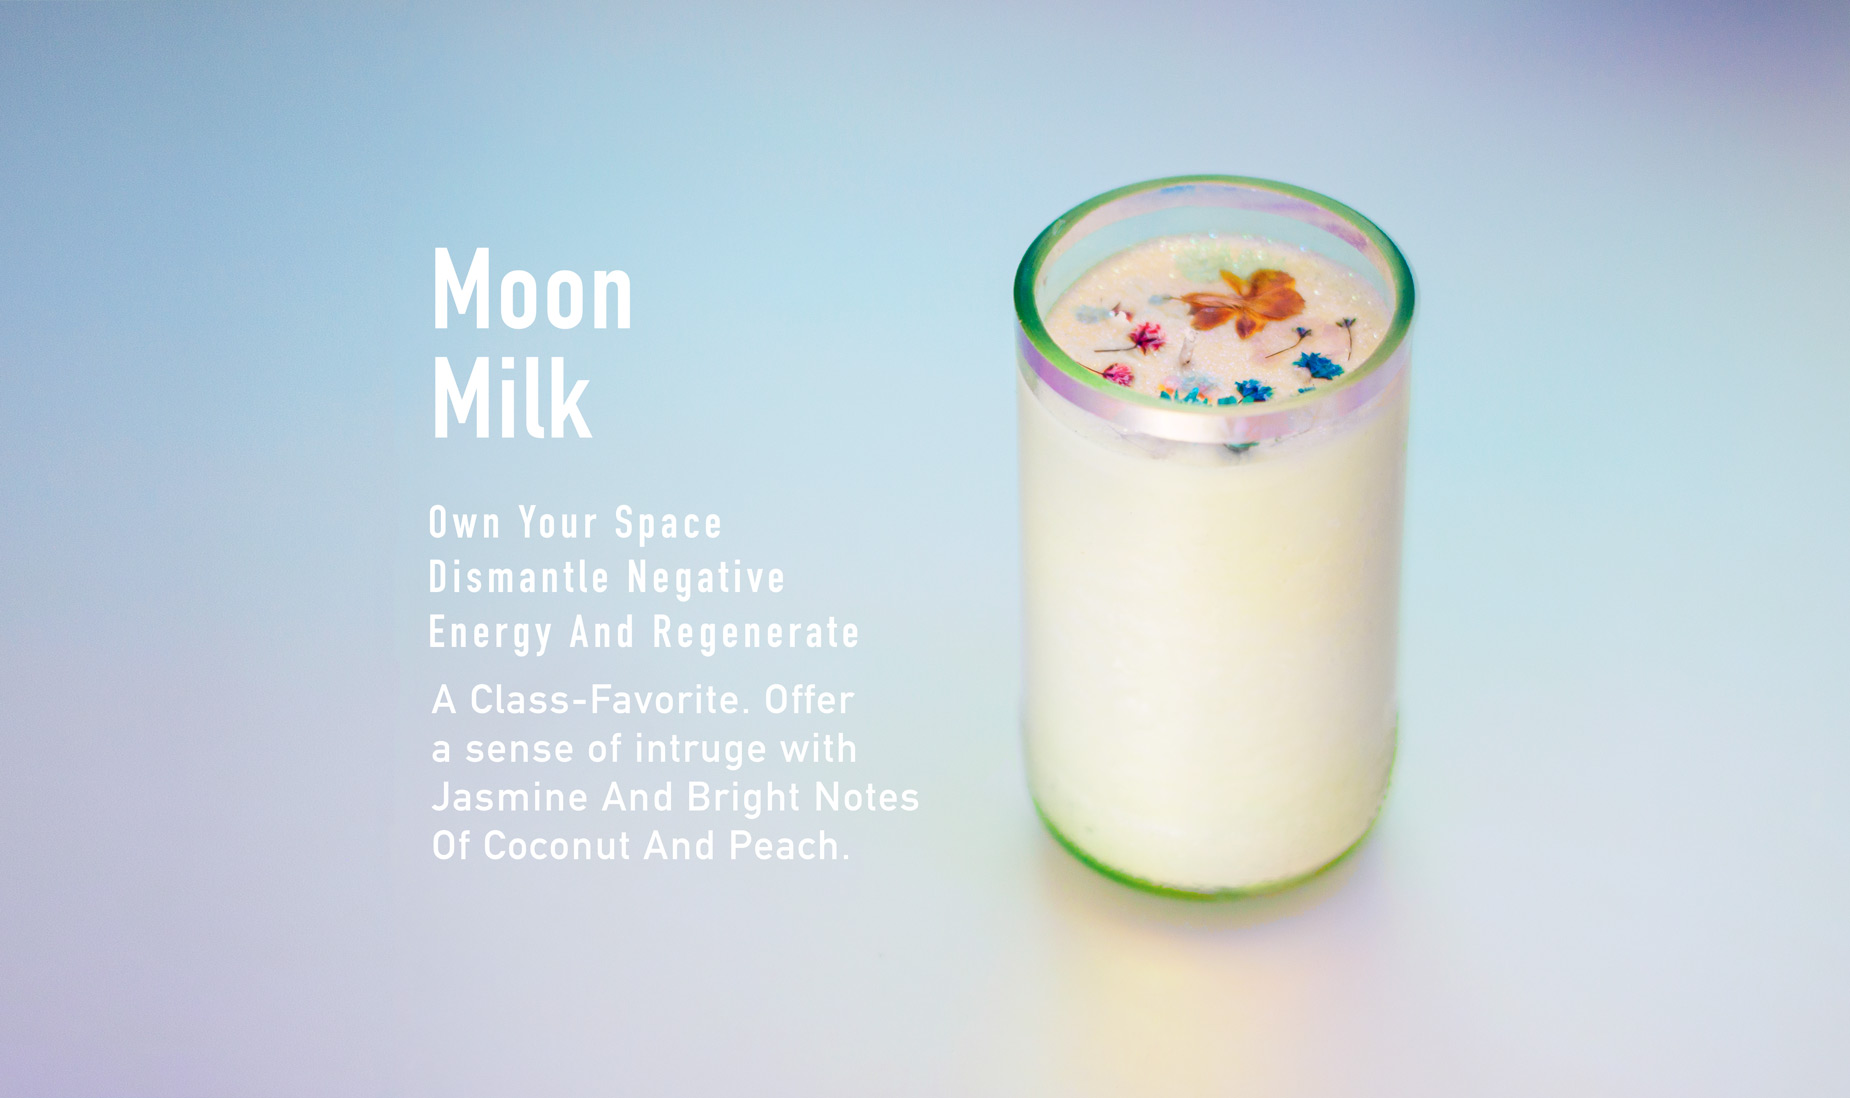 Moon
Milk
Own Your Space
Dismantle Negative
Energy And Regenerate
A Class-Favorite. Offer
a sense of intruge with
Jasmine And Bright Notes
Of Coconut And Peach.